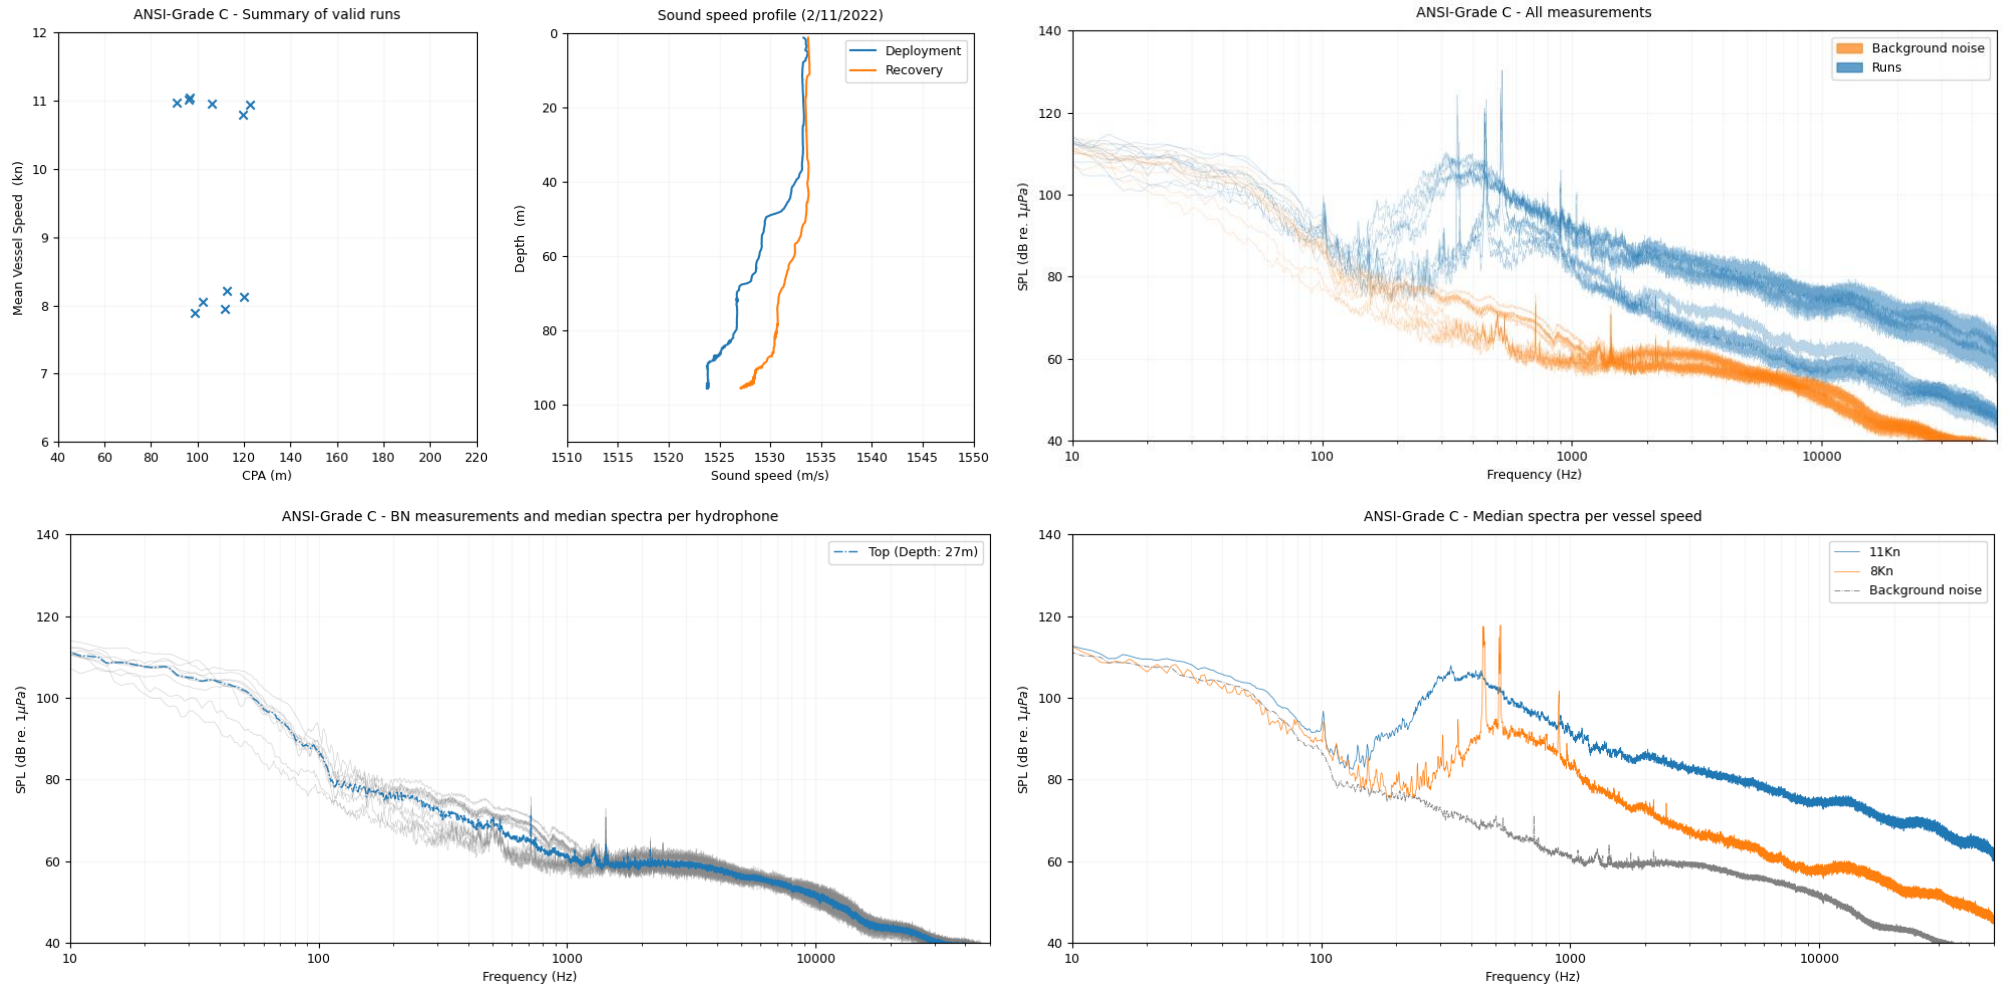 ANSI-Grade C - Summary of valid runs
12
11
10
9
8
7
6
Mean Vessel Speed (kn)
40 60 80 100 120 140 160 180 200 220
CPA (m)
Sound speed profile (2/11/2022)
Deployment
Recovery
0
20
40
60
80
100
Depth (m)
1510 1515 1520 1525 1530 1535 1540 1545 1550
Sound speed (m/s)
ANSI-Grade C - All measurements
Background noise
Runs
140
120
100
80
60
40
SPL (dB re. 1μPa)
10 100 1000 10000
Frequency (Hz)
ANSI-Grade C - BN measurements and median spectra per hydrophone
Top (Depth: 27m)
140
120
100
80
60
40
SPL (dB re. 1μPa)
10 100 1000 10000
Frequency (Hz)
ANSI-Grade C - Median spectra per vessel speed
11Kn
8Kn
Background noise
140
120
100
80
60
40
SPL (dB re. 1μPa)
10 100 1000 10000
Frequency (Hz)